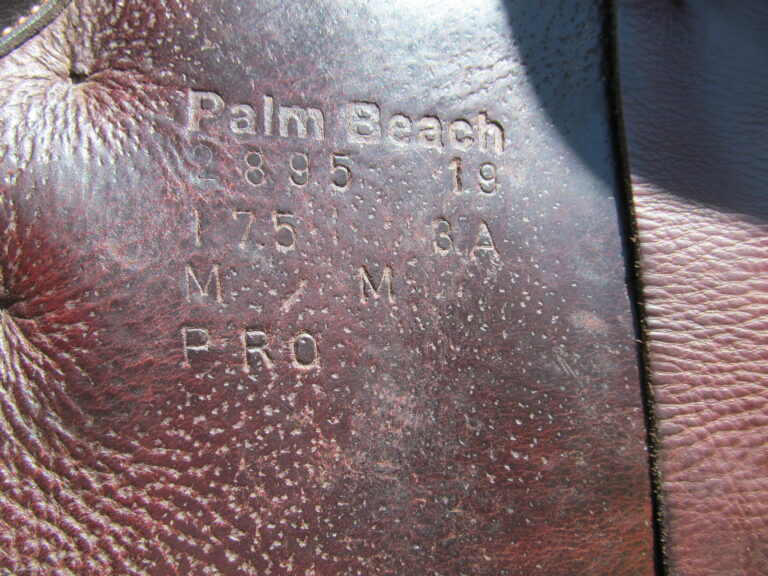 Palm Beach
2895 19
175 3A
M / M
PRO